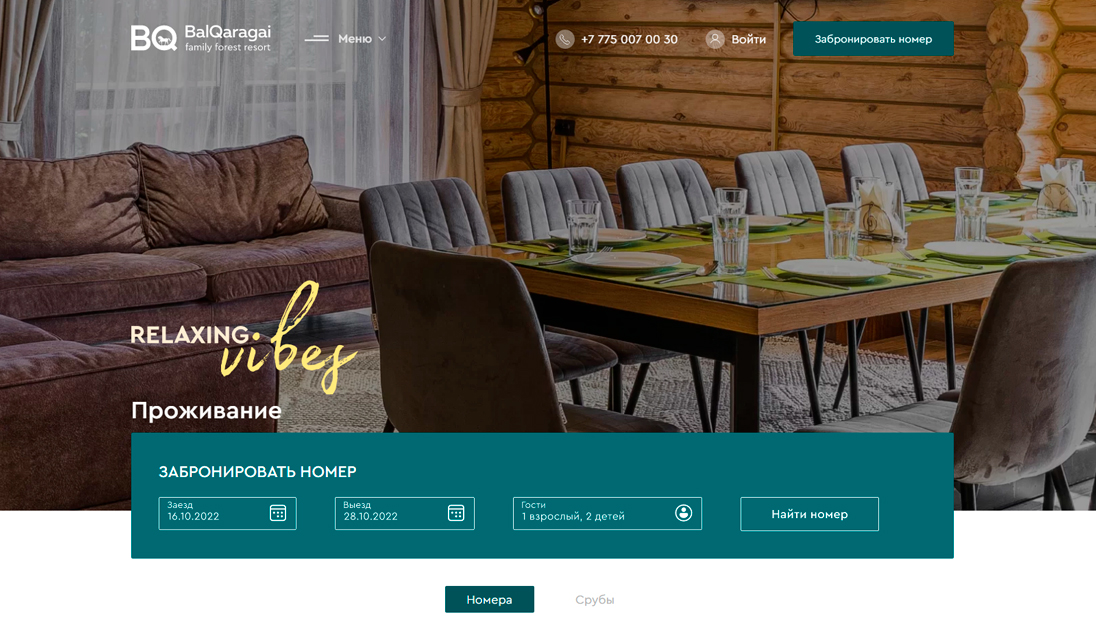 BQ BalQaragai
family forest resort
Меню
+7 775 007 00 30
Войти
Забронировать номер
RELAXING vibes
Проживание
ЗАБРОНИРОВАТЬ НОМЕР
Заезд
16.10.2022
Выезд
28.10.2022
Гости
1 взрослый, 2 детей
Найти номер
Номера
Срубы